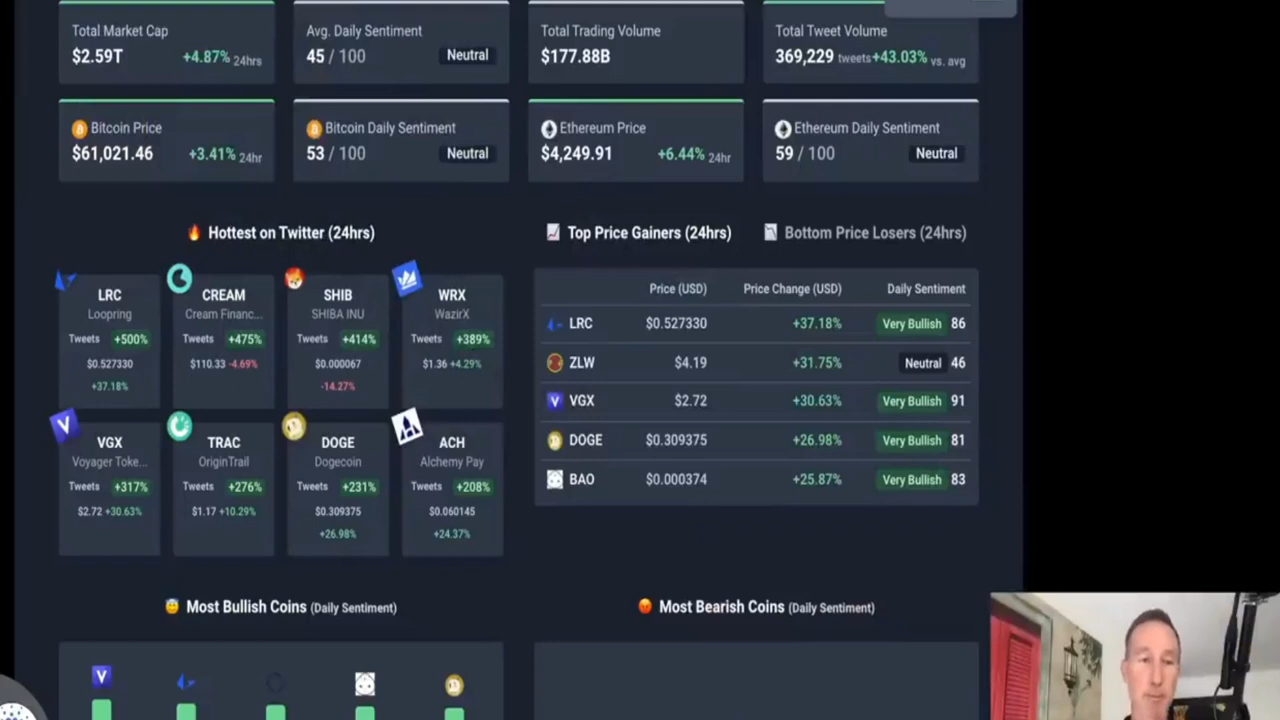 Total Market Cap
$2.59T +4.87% 24hrs
Avg. Daily Sentiment
45 / 100 Neutral
Total Trading Volume
$177.88B
Total Tweet Volume
369,229 tweets +43.03% vs. avg
Bitcoin Price
$61,021.46 +3.41% 24hr
Bitcoin Daily Sentiment
53 / 100 Neutral
Ethereum Price
$4,249.91 +6.44% 24hr
Ethereum Daily Sentiment
59 / 100 Neutral
Hottest on Twitter (24hrs)
LRC
Loopring
Tweets +500%
$0.527330
+37.18%
CREAM
Cream Financ...
Tweets +475%
$110.33 -4.69%
SHIB
SHIBA INU
Tweets +414%
$0.000067
-14.27%
WRX
WazirX
Tweets +389%
$1.36 +4.29%
VGX
Voyager Toke...
Tweets +317%
$2.72 +30.63%
TRAC
OriginTrail
Tweets +276%
$1.17 +10.29%
DOGE
Dogecoin
Tweets +231%
$0.309375
+26.98%
ACH
Alchemy Pay
Tweets +208%
$0.060145
+24.37%
Top Price Gainers (24hrs) Bottom Price Losers (24hrs)
Price (USD) Price Change (USD) Daily Sentiment
LRC $0.527330 +37.18% Very Bullish 86
ZLW $4.19 +31.75% Neutral 46
VGX $2.72 +30.63% Very Bullish 91
DOGE $0.309375 +26.98% Very Bullish 81
BAO $0.000374 +25.87% Very Bullish 83
Most Bullish Coins (Daily Sentiment)
V
Most Bearish Coins (Daily Sentiment)